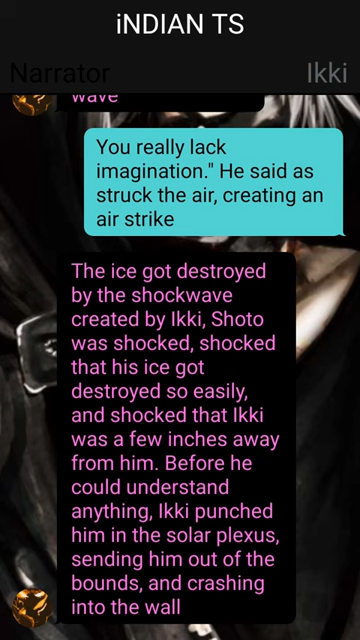 iNDIAN TS
Narrator
Ikki
wave
You really lack
imagination." He said as
struck the air, creating an
air strike
The ice got destroyed
by the shockwave
created by Ikki, Shoto
was shocked, shocked
that his ice got
destroyed so easily,
and shocked that Ikki
was a few inches away
from him. Before he
could understand
anything, Ikki punched
him in the solar plexus,
sending him out of the
bounds, and crashing
into the wall